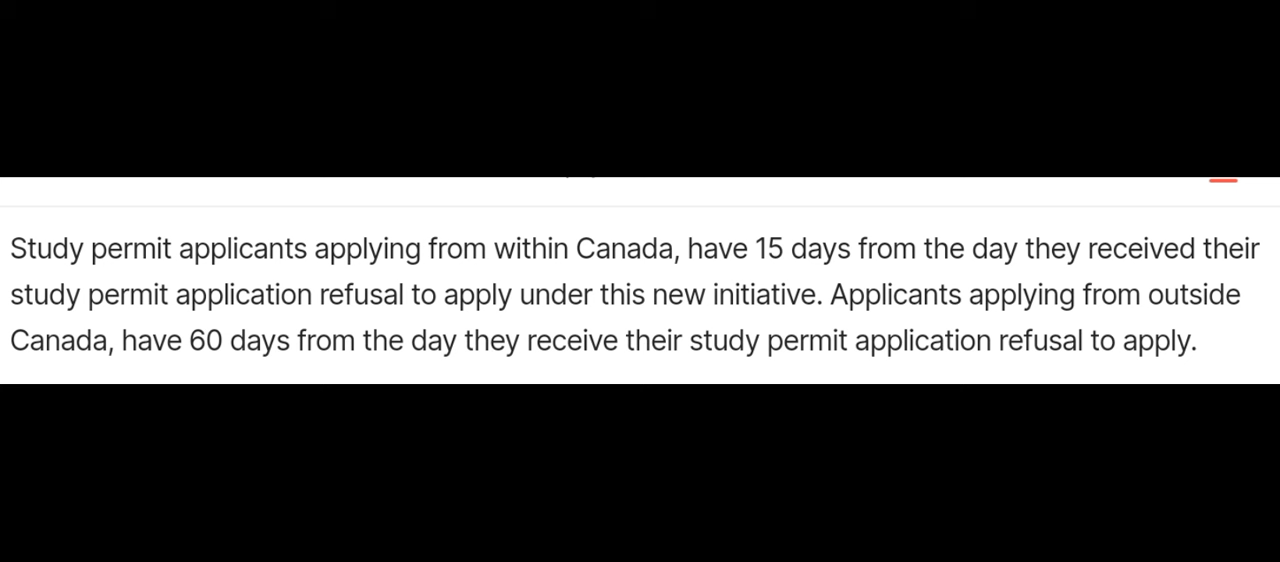 Study permit applicants applying from within Canada, have 15 days from the day they received their
study permit application refusal to apply under this new initiative. Applicants applying from outside
Canada, have 60 days from the day they receive their study permit application refusal to apply.